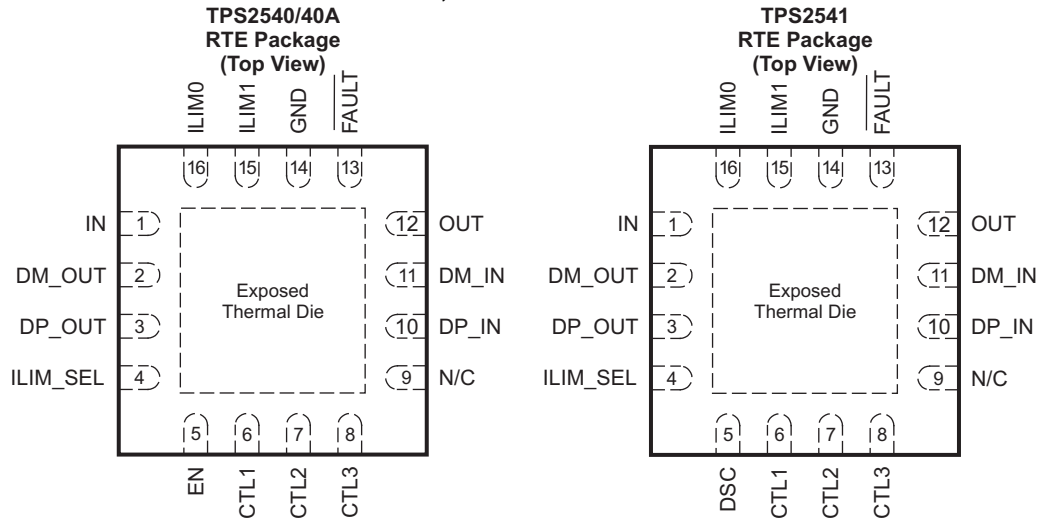 TPS2540/40A
RTE Package
(Top View)
ILIM0
ILIM1
GND
FAULT
16
15
14
13
IN
1
12
OUT
DM_OUT
2
11
DM_IN
DP_OUT
3
10
DP_IN
ILIM_SEL
4
9
N/C
Exposed
Thermal Die
5
6
7
8
EN
CTL1
CTL2
CTL3
TPS2541
RTE Package
(Top View)
ILIM0
ILIM1
GND
FAULT
16
15
14
13
IN
1
12
OUT
DM_OUT
2
11
DM_IN
DP_OUT
3
10
DP_IN
ILIM_SEL
4
9
N/C
Exposed
Thermal Die
5
6
7
8
DSC
CTL1
CTL2
CTL3